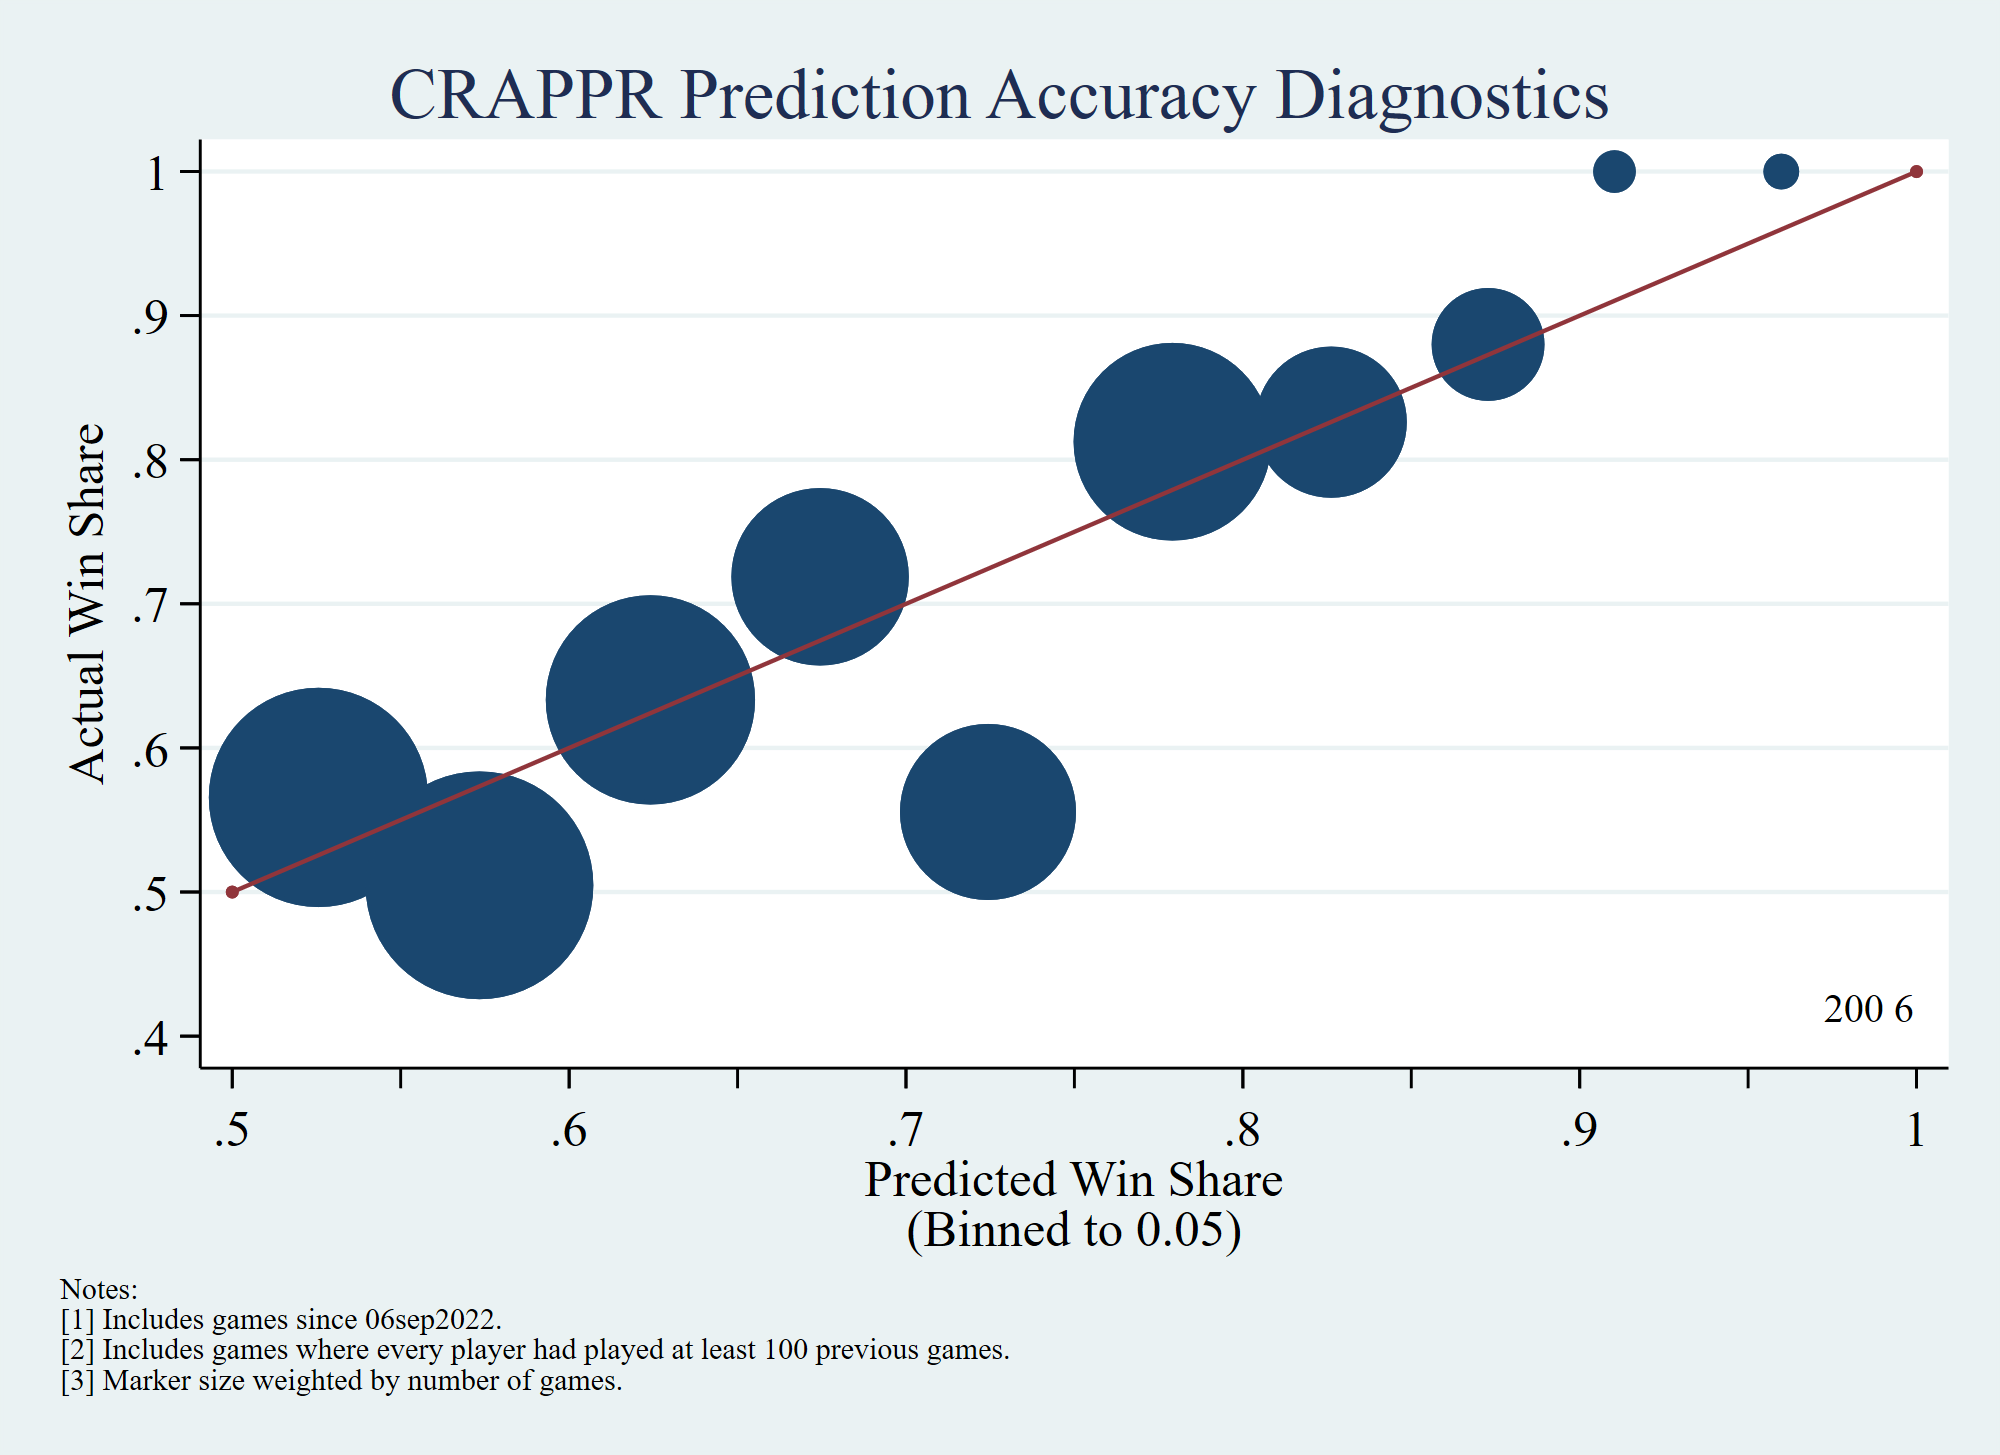 CRAPPR Prediction Accuracy Diagnostics
1
.9
.8
.7
.6
.5
.4
Actual Win Share
200 6
.5 .6 .7 .8 .9 1
Predicted Win Share
(Binned to 0.05)
Notes:
[1] Includes games since 06sep2022.
[2] Includes games where every player had played at least 100 previous games.
[3] Marker size weighted by number of games.